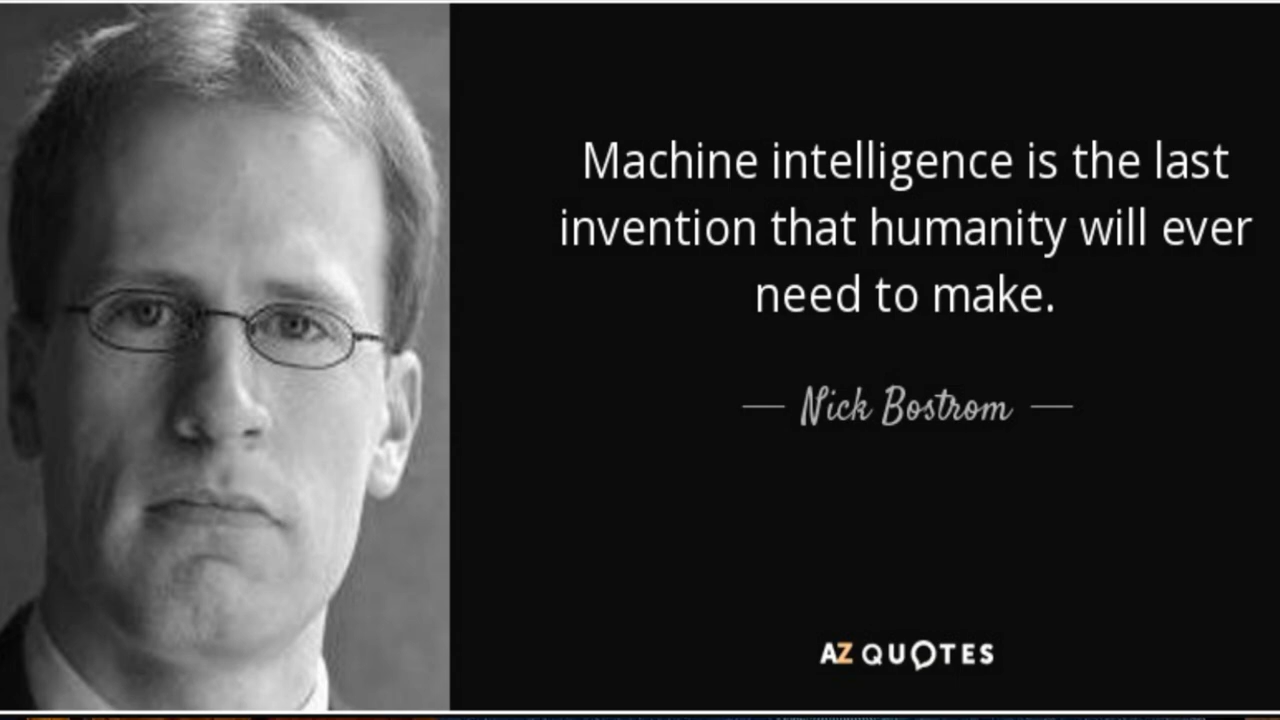 Machine intelligence is the last
invention that humanity will ever
need to make.
— Nick Bostrom —
AZ QUOTES